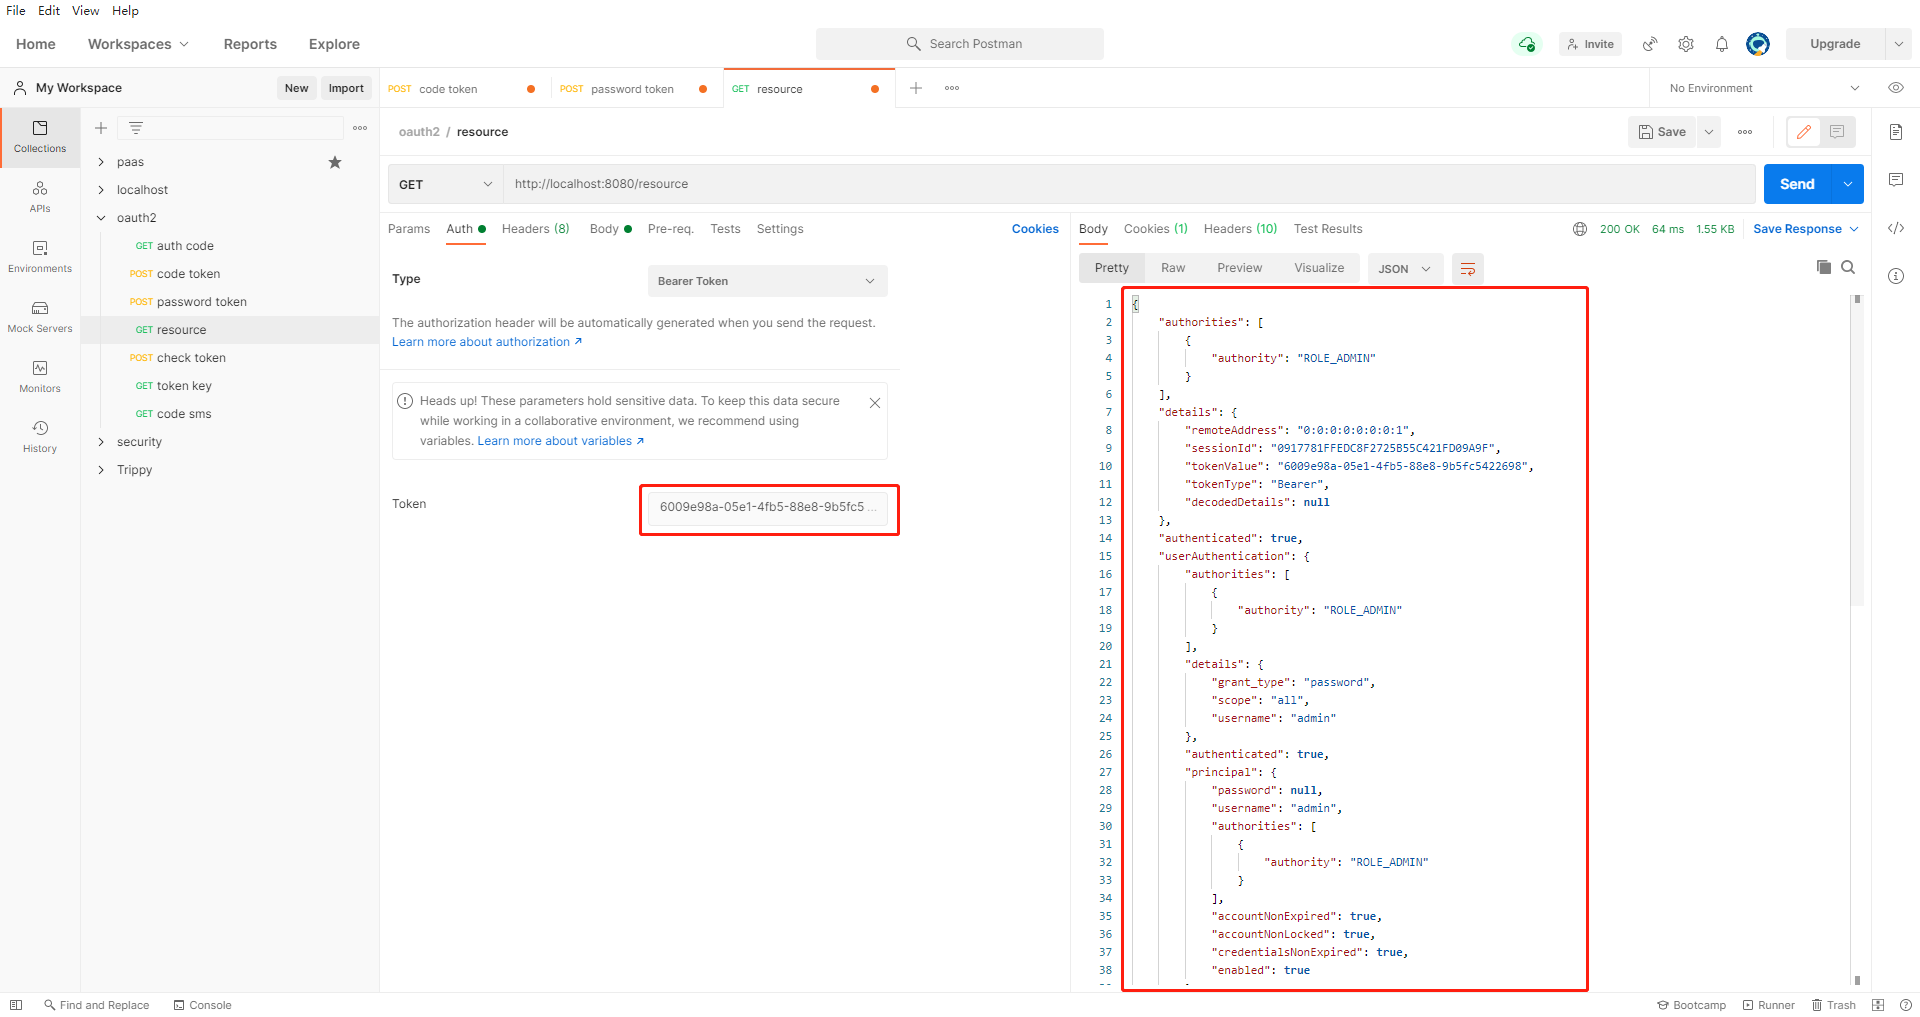 File Edit View Help
Home Workspaces Reports Explore Search Postman Invite Upgrade
My Workspace New Import
POST code token POST password token GET resource No Environment
Collections
APIs
Environments
Mock Servers
Monitors
History
paas
localhost
oauth2
GET auth code
POST code token
POST password token
GET resource
POST check token
GET token key
GET code sms
security
Trippy
oauth2 / resource Save
GET http://localhost:8080/resource Send
Params Auth Headers (8) Body Pre-req. Tests Settings Cookies
Type Bearer Token
The authorization header will be automatically generated when you send the request.
Learn more about authorization ↗
Heads up! These parameters hold sensitive data. To keep this data secure
while working in a collaborative environment, we recommend using
variables. Learn more about variables ↗
Token 6009e98a-05e1-4fb5-88e8-9b5fc5 ...
Body Cookies (1) Headers (10) Test Results 200 OK 64 ms 1.55 KB Save Response
Pretty Raw Preview Visualize JSON
1 {
2 "authorities": [
3 {
4 "authority": "ROLE_ADMIN"
5 }
6 ],
7 "details": {
8 "remoteAddress": "0:0:0:0:0:0:0:1",
9 "sessionId": "0917781FFEDC8F2725B55C421FD09A9F",
10 "tokenValue": "6009e98a-05e1-4fb5-88e8-9b5fc5422698",
11 "tokenType": "Bearer",
12 "decodedDetails": null
13 },
14 "authenticated": true,
15 "userAuthentication": {
16 "authorities": [
17 {
18 "authority": "ROLE_ADMIN"
19 }
20 ],
21 "details": {
22 "grant_type": "password",
23 "scope": "all",
24 "username": "admin"
25 },
26 "authenticated": true,
27 "principal": {
28 "password": null,
29 "username": "admin",
30 "authorities": [
31 {
32 "authority": "ROLE_ADMIN"
33 }
34 ],
35 "accountNonExpired": true,
36 "accountNonLocked": true,
37 "credentialsNonExpired": true,
38 "enabled": true
Find and Replace Console Bootcamp Runner Trash